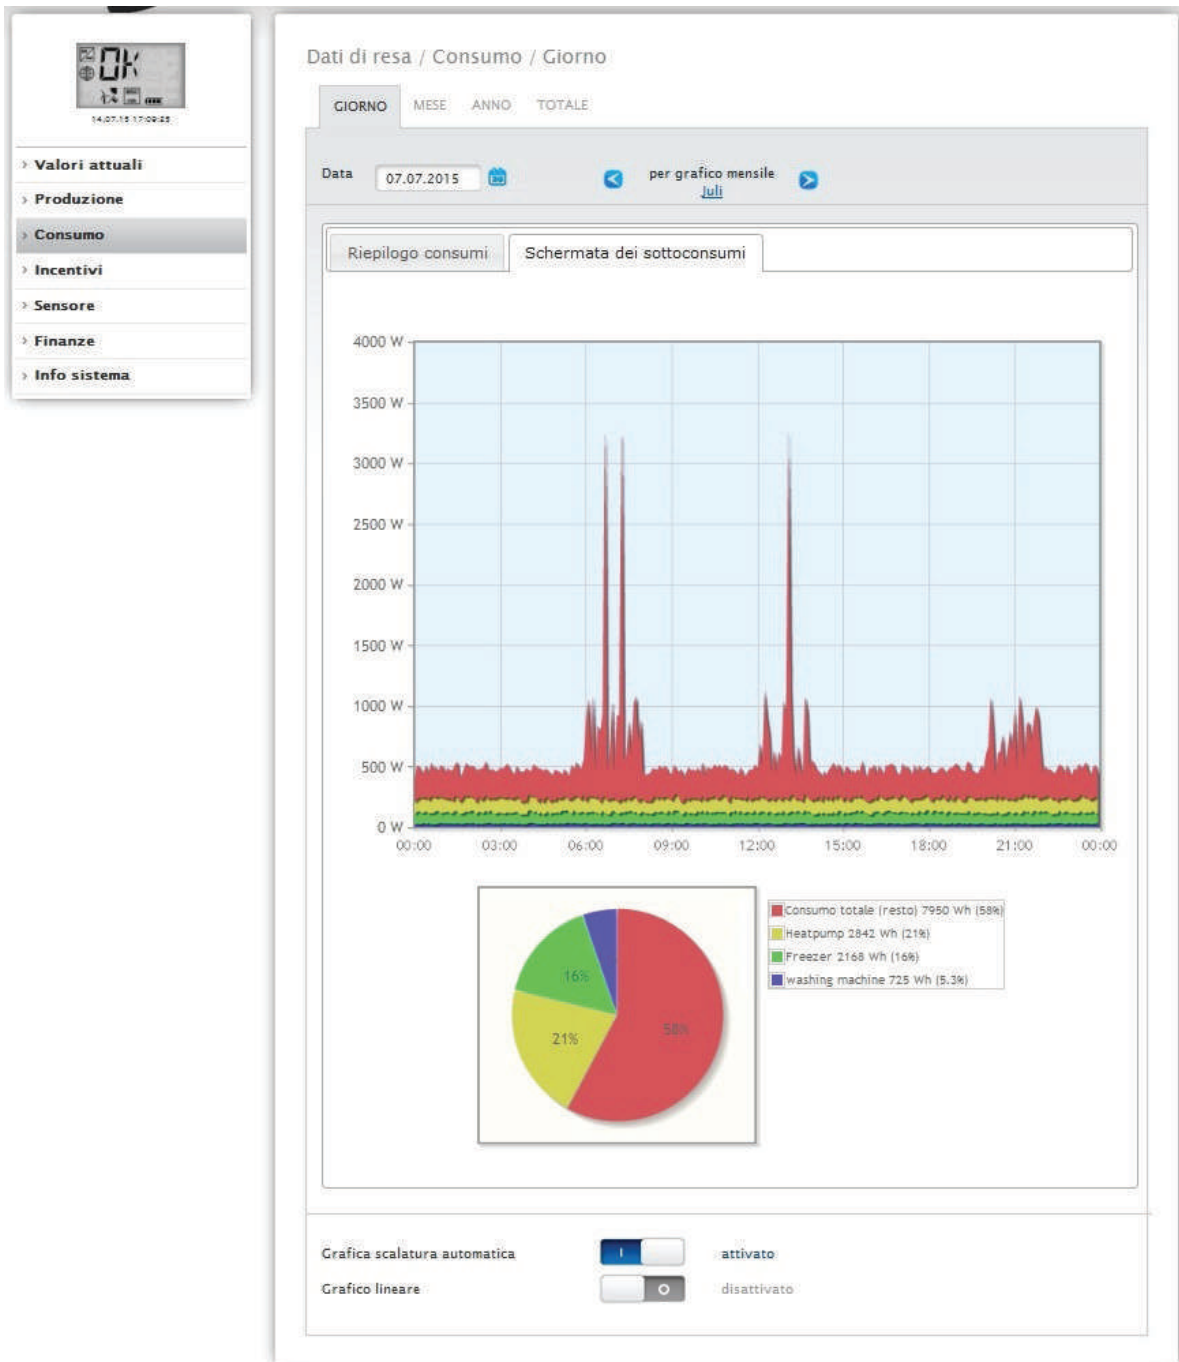 OK
14.07.15 17:09:25
Valori attuali
Produzione
Consumo
Incentivi
Sensore
Finanze
Info sistema
Dati di resa / Consumo / Giorno
GIORNO MESE ANNO TOTALE
Data 07.07.2015 per grafico mensile
Juli
Riepilogo consumi Schermata dei sottoconsumi
4000 W
3500 W
3000 W
2500 W
2000 W
1500 W
1000 W
500 W
0 W
00:00 03:00 06:00 09:00 12:00 15:00 18:00 21:00 00:00
Consumo totale (resto) 7950 Wh (58%)
Heatpump 2842 Wh (21%)
Freezer 2168 Wh (16%)
washing machine 725 Wh (5.3%)
16%
58%
21%
Grafica scalatura automatica I attivato
Grafico lineare O disattivato